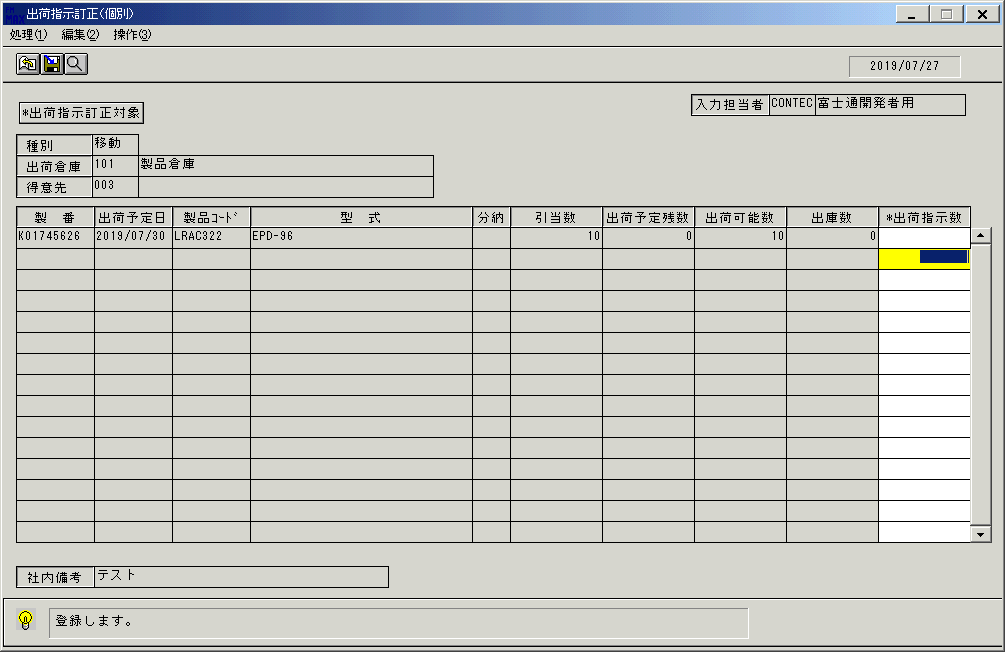 出荷指示訂正(個別)
処理(1) 編集(2) 操作(3)
2019/07/27
*出荷指示訂正対象
入力担当者 CONTEC 富士通開発者用
種別 移動
出荷倉庫 101 製品倉庫
得意先 003
製　番 出荷予定日 製品ｺｰﾄﾞ 型　式 分納 引当数 出荷予定残数 出荷可能数 出庫数 *出荷指示数
K01745626 2019/07/30 LRAC322 EPD-96 10 0 10 0
社内備考 テスト
登録します。